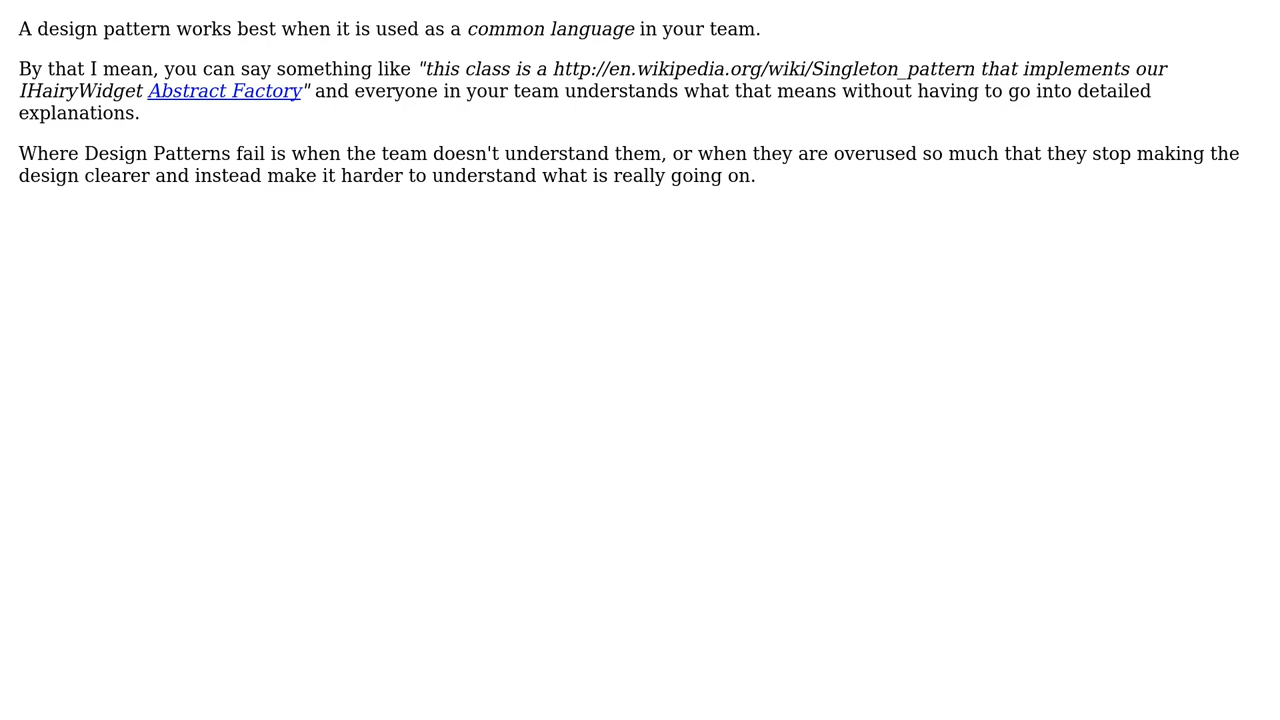 A design pattern works best when it is used as a common language in your team.
By that I mean, you can say something like "this class is a http://en.wikipedia.org/wiki/Singleton_pattern that implements our
IHairyWidget Abstract Factory" and everyone in your team understands what that means without having to go into detailed
explanations.
Where Design Patterns fail is when the team doesn't understand them, or when they are overused so much that they stop making the
design clearer and instead make it harder to understand what is really going on.